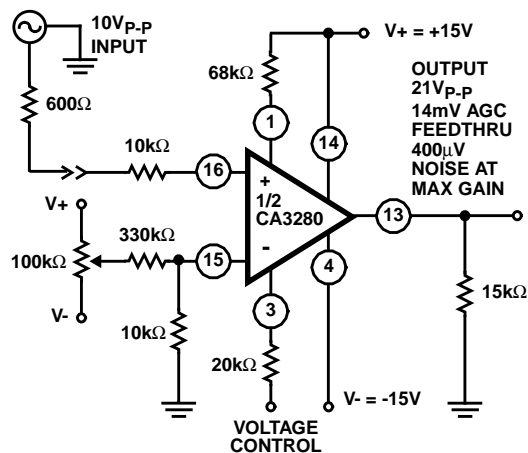 10VP-P
INPUT
600Ω
10kΩ
68kΩ
V+ = +15V
OUTPUT
21VP-P
14mV AGC
FEEDTHRU
400μV
NOISE AT
MAX GAIN
1
14
16
+
1/2
CA3280
-
13
15
3
4
V+
100kΩ
V-
330kΩ
10kΩ
20kΩ
15kΩ
VOLTAGE
CONTROL
V- = -15V